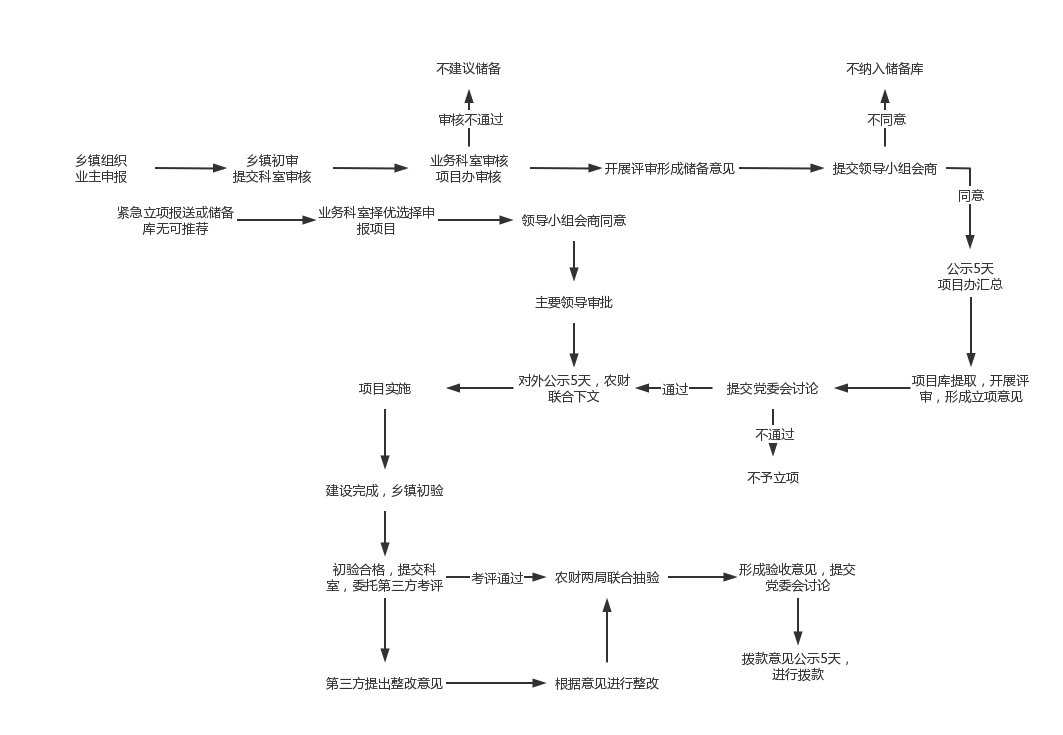 不建议储备
不纳入储备库
审核不通过
不同意
乡镇组织
业主申报
乡镇初审
提交科室审核
业务科室审核
项目办审核
开展评审形成储备意见
提交领导小组会商
同意
紧急立项报送或储备
库无可推荐
业务科室择优选择申
报项目
领导小组会商同意
公示5天
项目办汇总
主要领导审批
项目实施
对外公示5天，农财
联合下文
通过
提交党委会讨论
项目库提取，开展评
审，形成立项意见
不通过
不予立项
建设完成，乡镇初验
初验合格，提交科
室，委托第三方考评
考评通过
农财两局联合抽验
形成验收意见，提交
党委会讨论
拨款意见公示5天，
进行拨款
第三方提出整改意见
根据意见进行整改